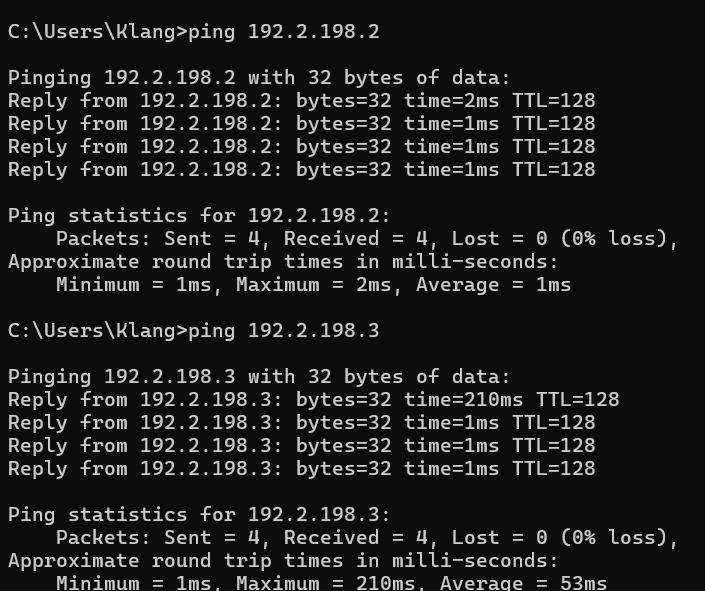 C:\Users\Klang>ping 192.2.198.2
Pinging 192.2.198.2 with 32 bytes of data:
Reply from 192.2.198.2: bytes=32 time=2ms TTL=128
Reply from 192.2.198.2: bytes=32 time=1ms TTL=128
Reply from 192.2.198.2: bytes=32 time=1ms TTL=128
Reply from 192.2.198.2: bytes=32 time=1ms TTL=128
Ping statistics for 192.2.198.2:
    Packets: Sent = 4, Received = 4, Lost = 0 (0% loss),
Approximate round trip times in milli-seconds:
    Minimum = 1ms, Maximum = 2ms, Average = 1ms
C:\Users\Klang>ping 192.2.198.3
Pinging 192.2.198.3 with 32 bytes of data:
Reply from 192.2.198.3: bytes=32 time=210ms TTL=128
Reply from 192.2.198.3: bytes=32 time=1ms TTL=128
Reply from 192.2.198.3: bytes=32 time=1ms TTL=128
Reply from 192.2.198.3: bytes=32 time=1ms TTL=128
Ping statistics for 192.2.198.3:
    Packets: Sent = 4, Received = 4, Lost = 0 (0% loss),
Approximate round trip times in milli-seconds:
    Minimum = 1ms, Maximum = 210ms, Average = 53ms